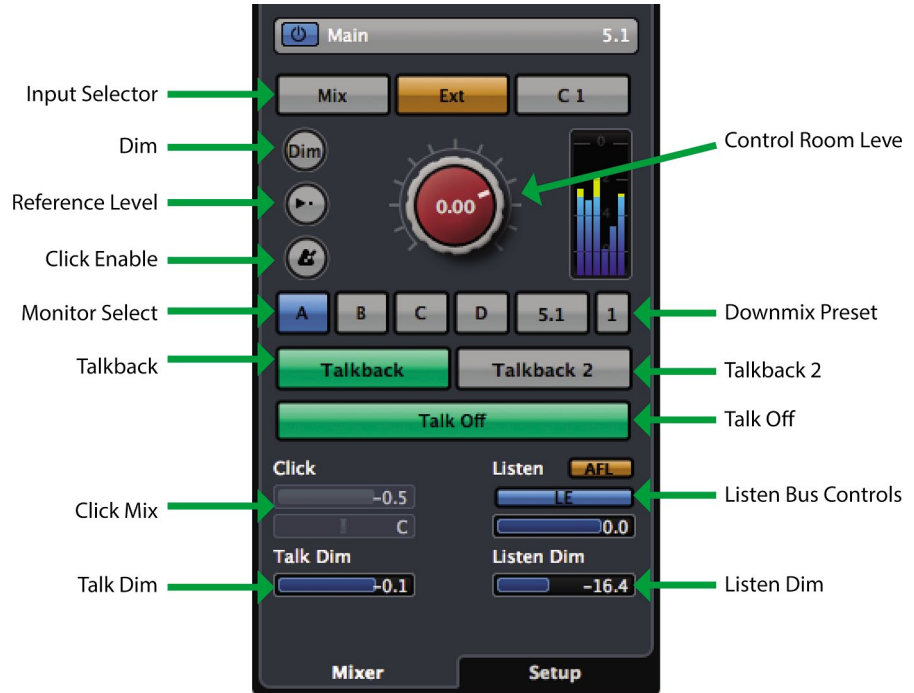 Main 5.1
Input Selector
Mix Ext C 1
Dim
Dim
Control Room Leve
0.00
0
4
Reference Level
Click Enable
Monitor Select
A B C D 5.1 1
Downmix Preset
Talkback
Talkback Talkback 2
Talkback 2
Talk Off
Talk Off
Click
Listen AFL
Click Mix
-0.5
LE
Listen Bus Controls
C
0.0
Talk Dim
Listen Dim
Talk Dim
-0.1
-16.4
Listen Dim
Mixer Setup